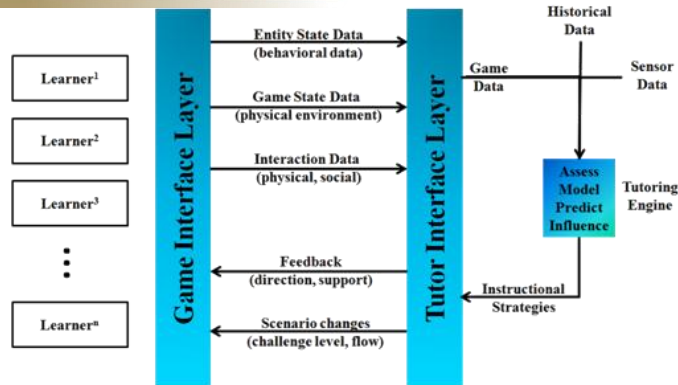 Learner¹
Learner²
Learner³
Learnerⁿ
Game Interface Layer
Entity State Data
(behavioral data)
Game State Data
(physical environment)
Interaction Data
(physical, social)
Feedback
(direction, support)
Scenario changes
(challenge level, flow)
Tutor Interface Layer
Historical
Data
Game
Data
Sensor
Data
Assess
Model
Predict
Influence
Tutoring
Engine
Instructional
Strategies